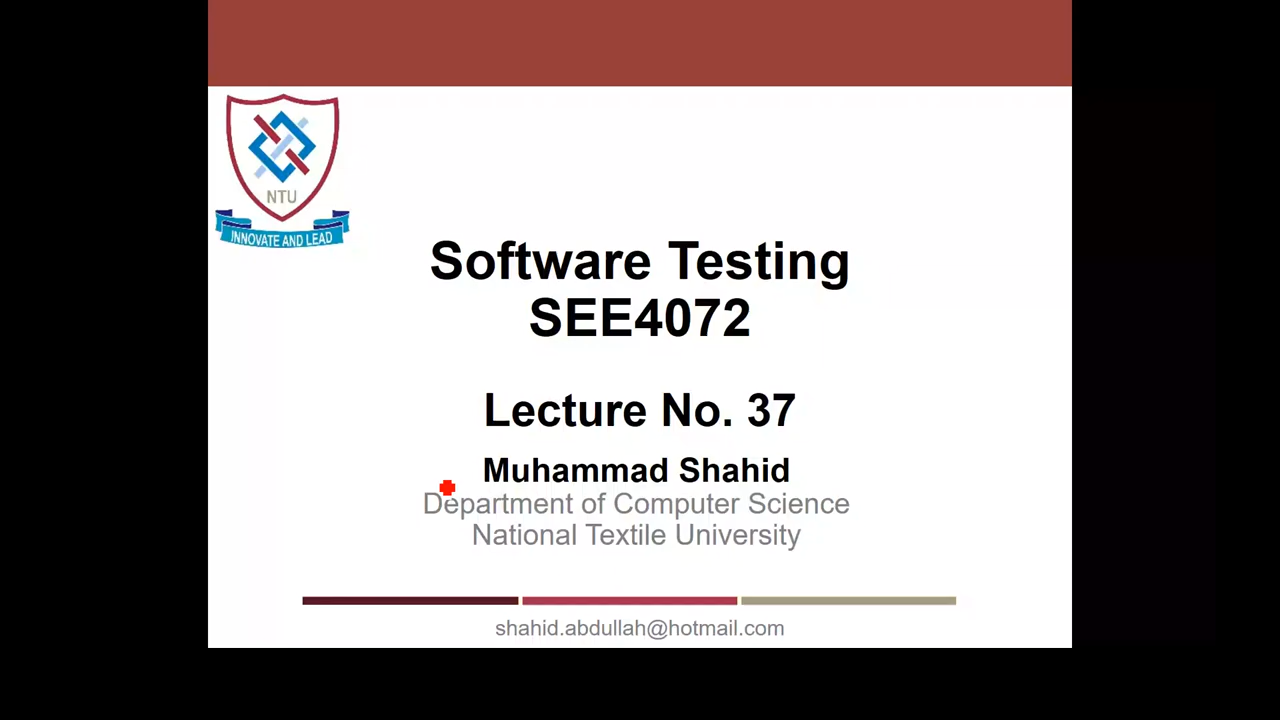 NTU
INNOVATE AND LEAD
Software Testing
SEE4072
Lecture No. 37
Muhammad Shahid
Department of Computer Science
National Textile University
shahid.abdullah@hotmail.com